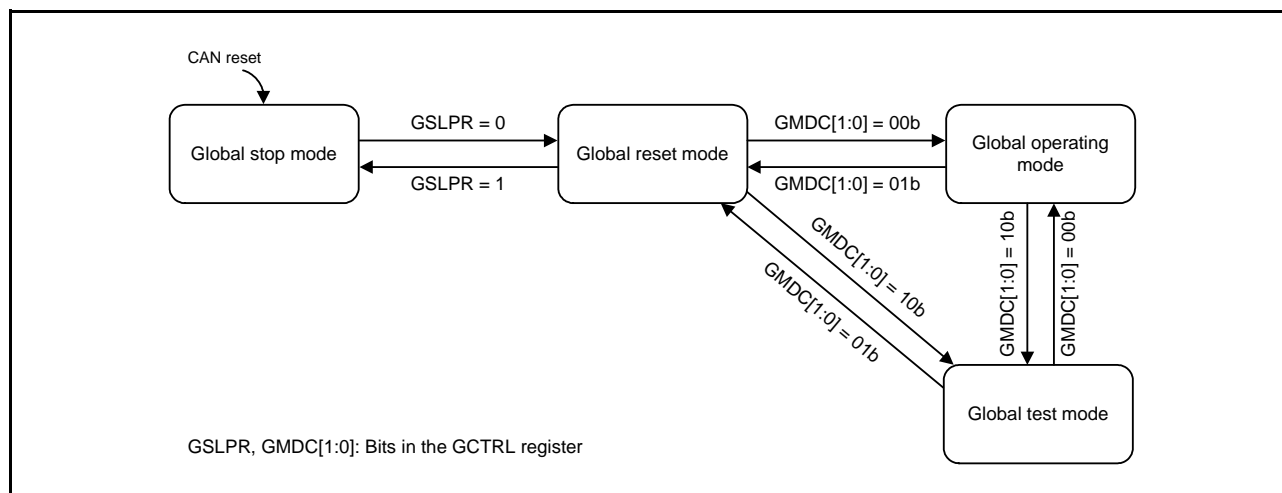 CAN reset
Global stop mode
GSLPR = 0
GSLPR = 1
Global reset mode
GMDC[1:0] = 00b
GMDC[1:0] = 01b
Global operating
mode
GMDC[1:0] = 10b
GMDC[1:0] = 01b
GMDC[1:0] = 10b
GMDC[1:0] = 00b
Global test mode
GSLPR, GMDC[1:0]: Bits in the GCTRL register